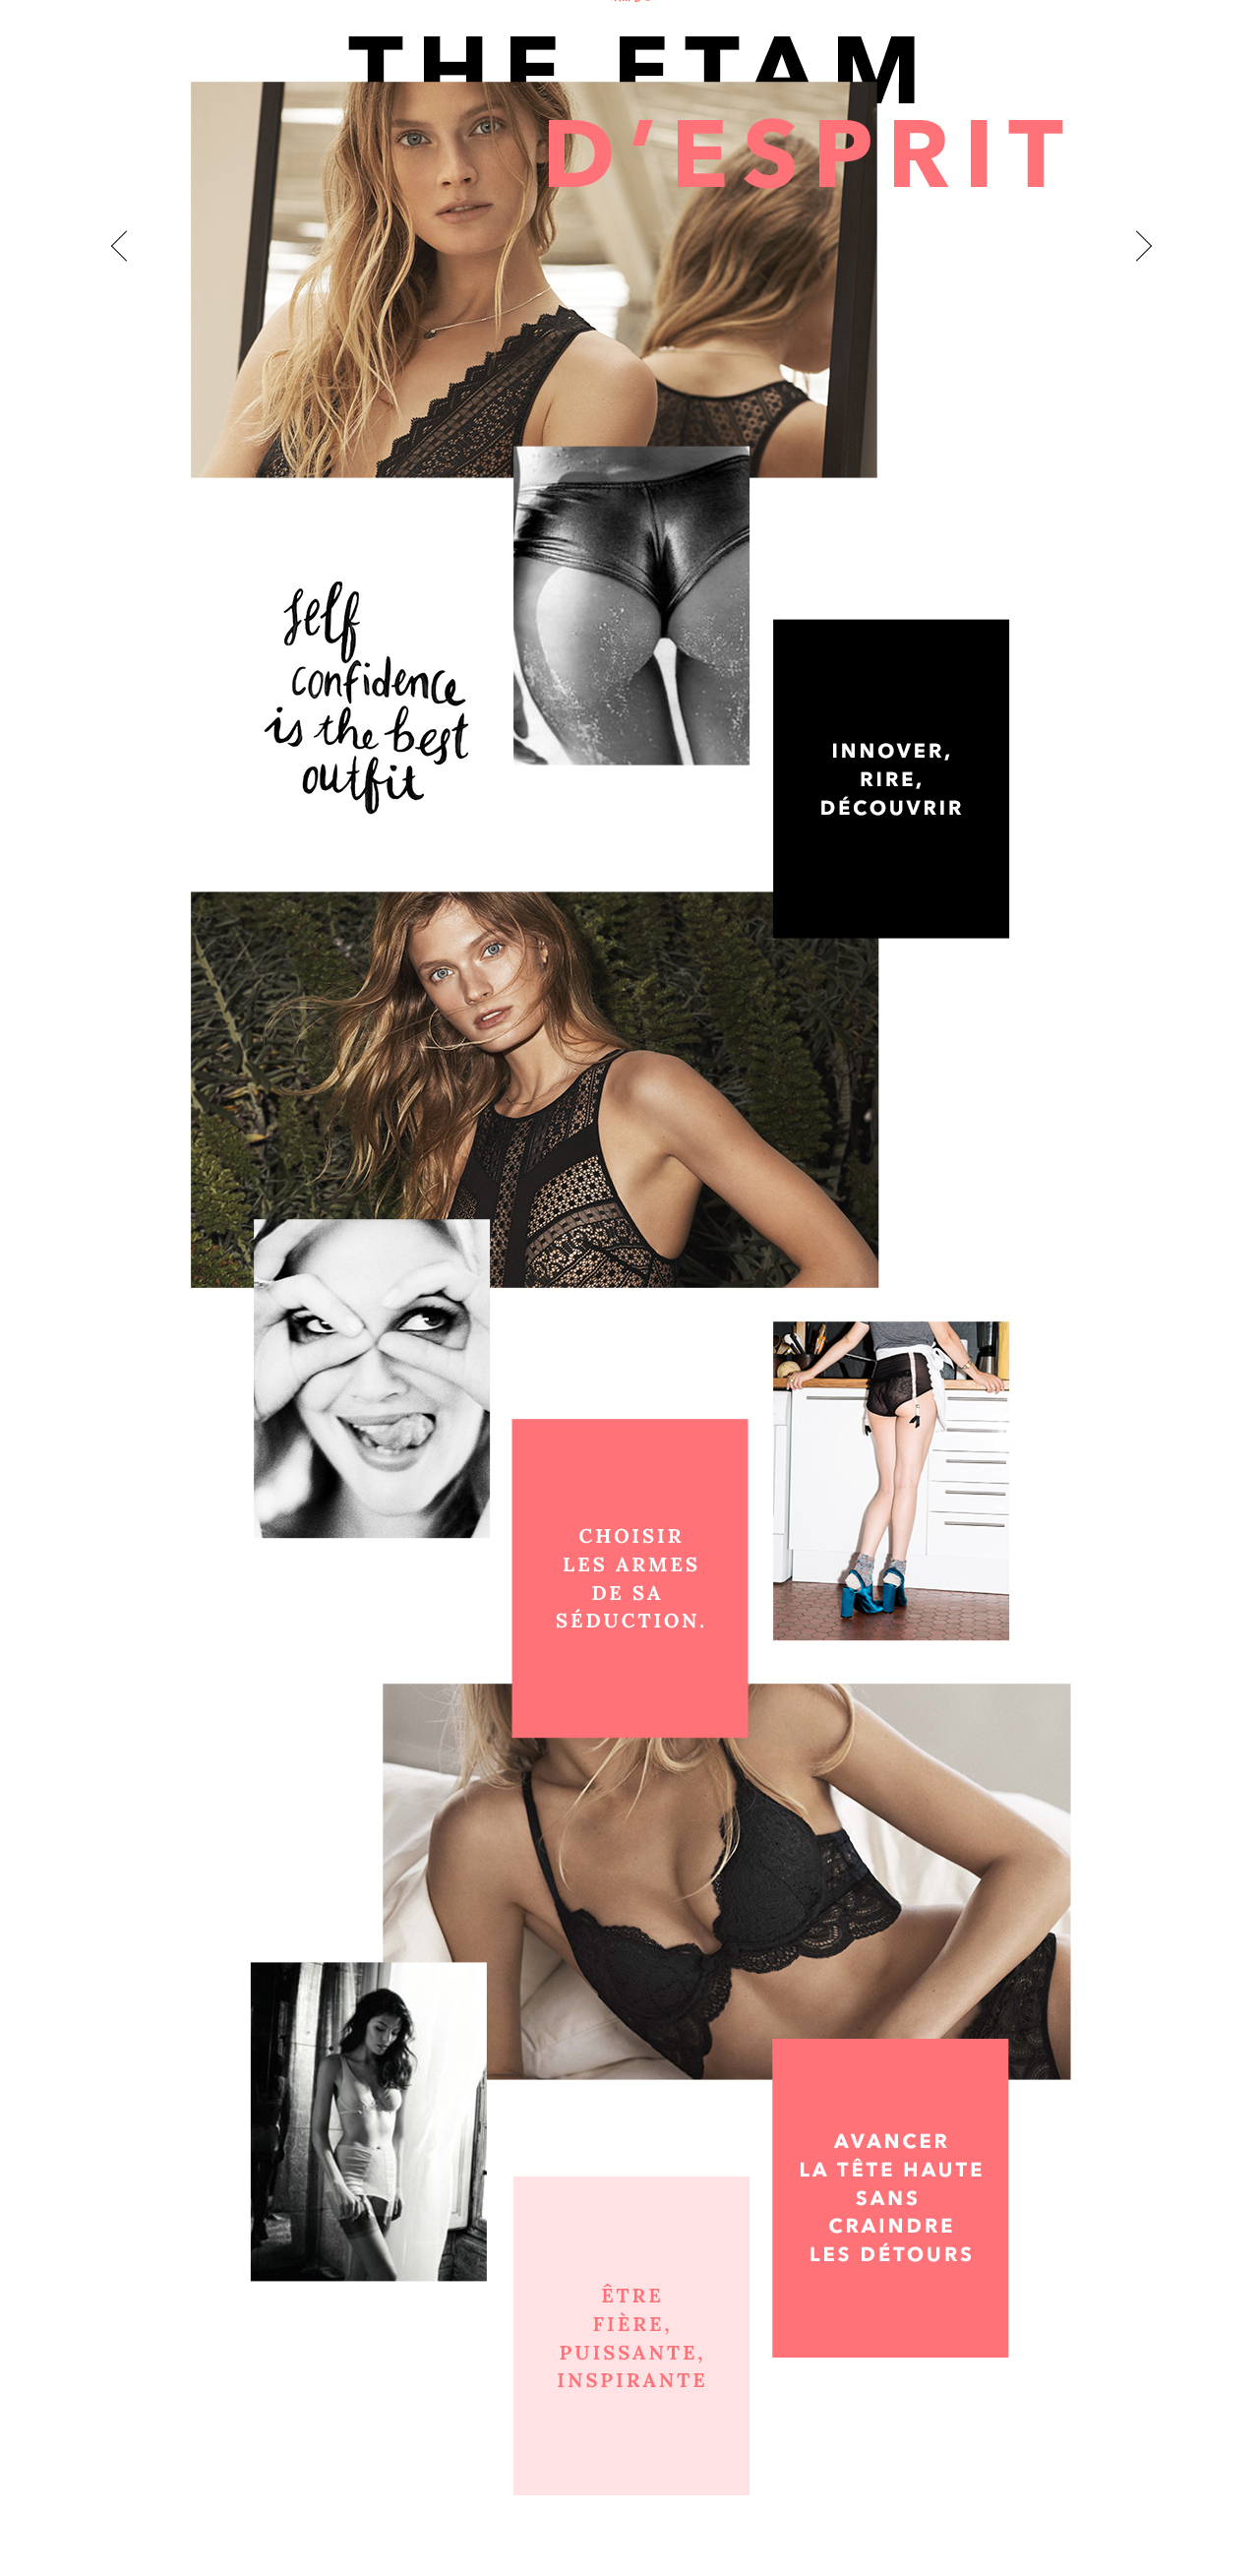 THE ETAM
D'ESPRIT
self
confidence
is the best
outfit
INNOVER,
RIRE,
DÉCOUVRIR
CHOISIR
LES ARMES
DE SA
SÉDUCTION.
AVANCER
LA TÊTE HAUTE
SANS
CRAINDRE
LES DÉTOURS
ÊTRE
FIÈRE,
PUISSANTE,
INSPIRANTE